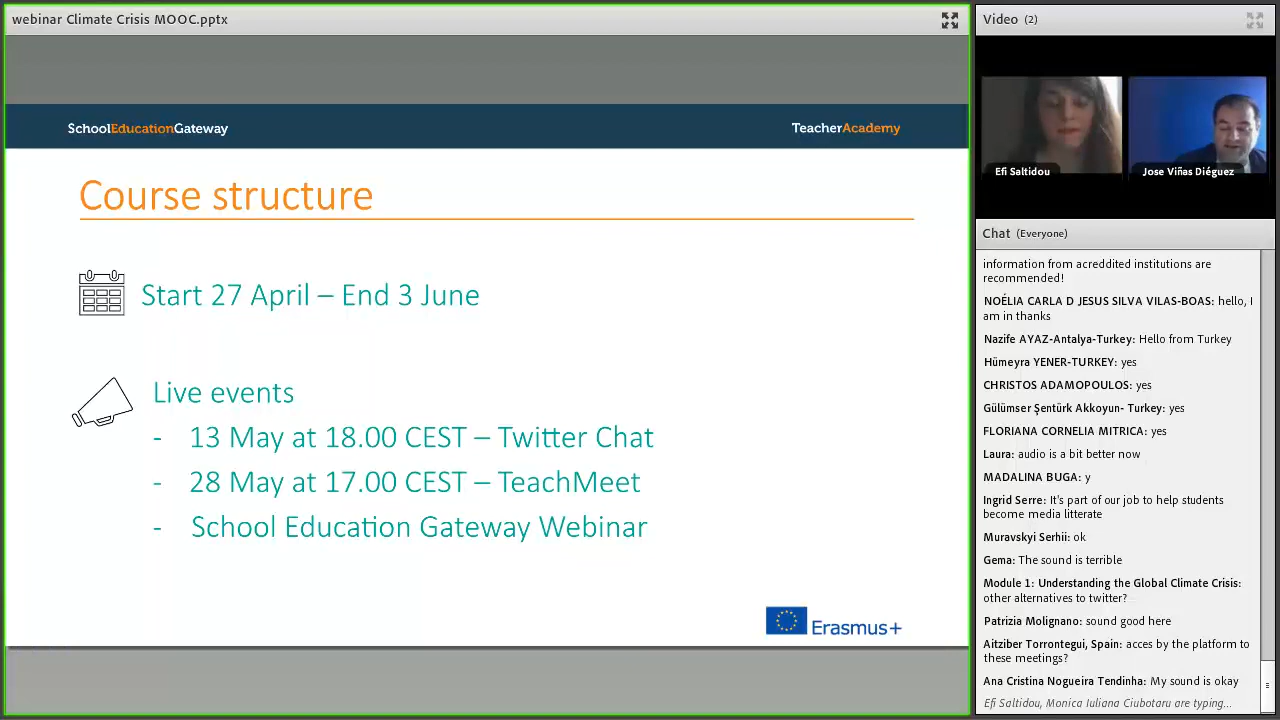 webinar Climate Crisis MOOC.pptx
SchoolEducationGateway
TeacherAcademy
Course structure
Start 27 April – End 3 June
Live events
- 13 May at 18.00 CEST – Twitter Chat
- 28 May at 17.00 CEST – TeachMeet
- School Education Gateway Webinar
Erasmus+
Video (2)
Efi Saltidou
Jose Viñas Diéguez
Chat (Everyone)
information from acreddited institutions are
recommended!
NOÉLIA CARLA D JESUS SILVA VILAS-BOAS: hello, I
am in thanks
Nazife AYAZ-Antalya-Turkey: Hello from Turkey
Hümeyra YENER-TURKEY: yes
CHRISTOS ADAMOPOULOS: yes
Gülümser Şentürk Akkoyun- Turkey: yes
FLORIANA CORNELIA MITRICA: yes
Laura: audio is a bit better now
MADALINA BUGA: y
Ingrid Serre: It's part of our job to help students
become media litterate
Muravskyi Serhii: ok
Gema: The sound is terrible
Module 1: Understanding the Global Climate Crisis:
other alternatives to twitter?
Patrizia Molignano: sound good here
Aitziber Torrontegui, Spain: acces by the platform to
these meetings?
Ana Cristina Nogueira Tendinha: My sound is okay
Efi Saltidou, Monica Iuliana Ciubotaru are typing...